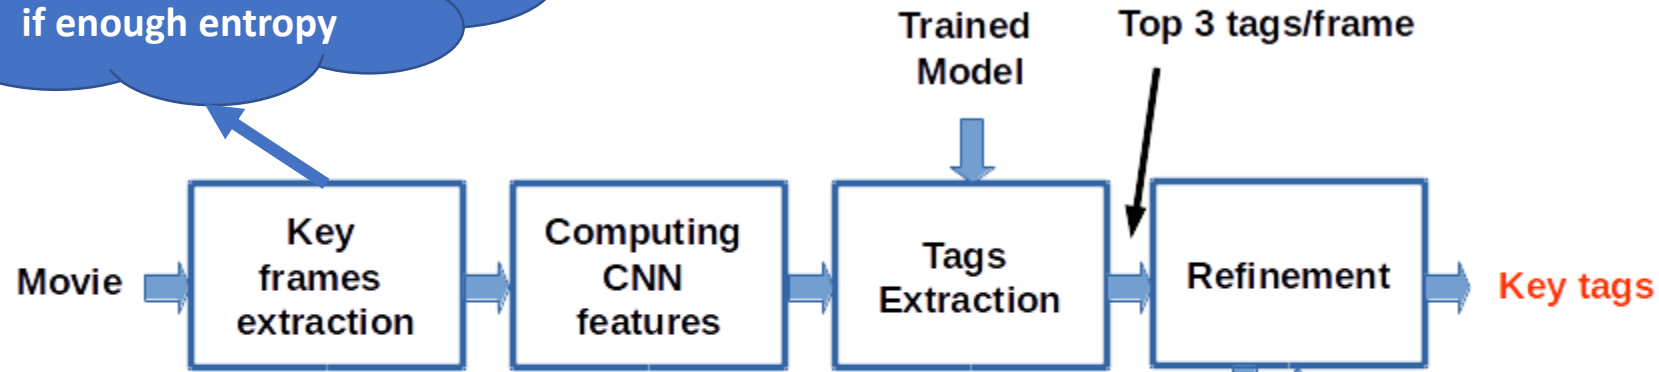 if enough entropy
Trained
Model
Top 3 tags/frame
Movie
Key
frames
extraction
Computing
CNN
features
Tags
Extraction
Refinement
Key tags